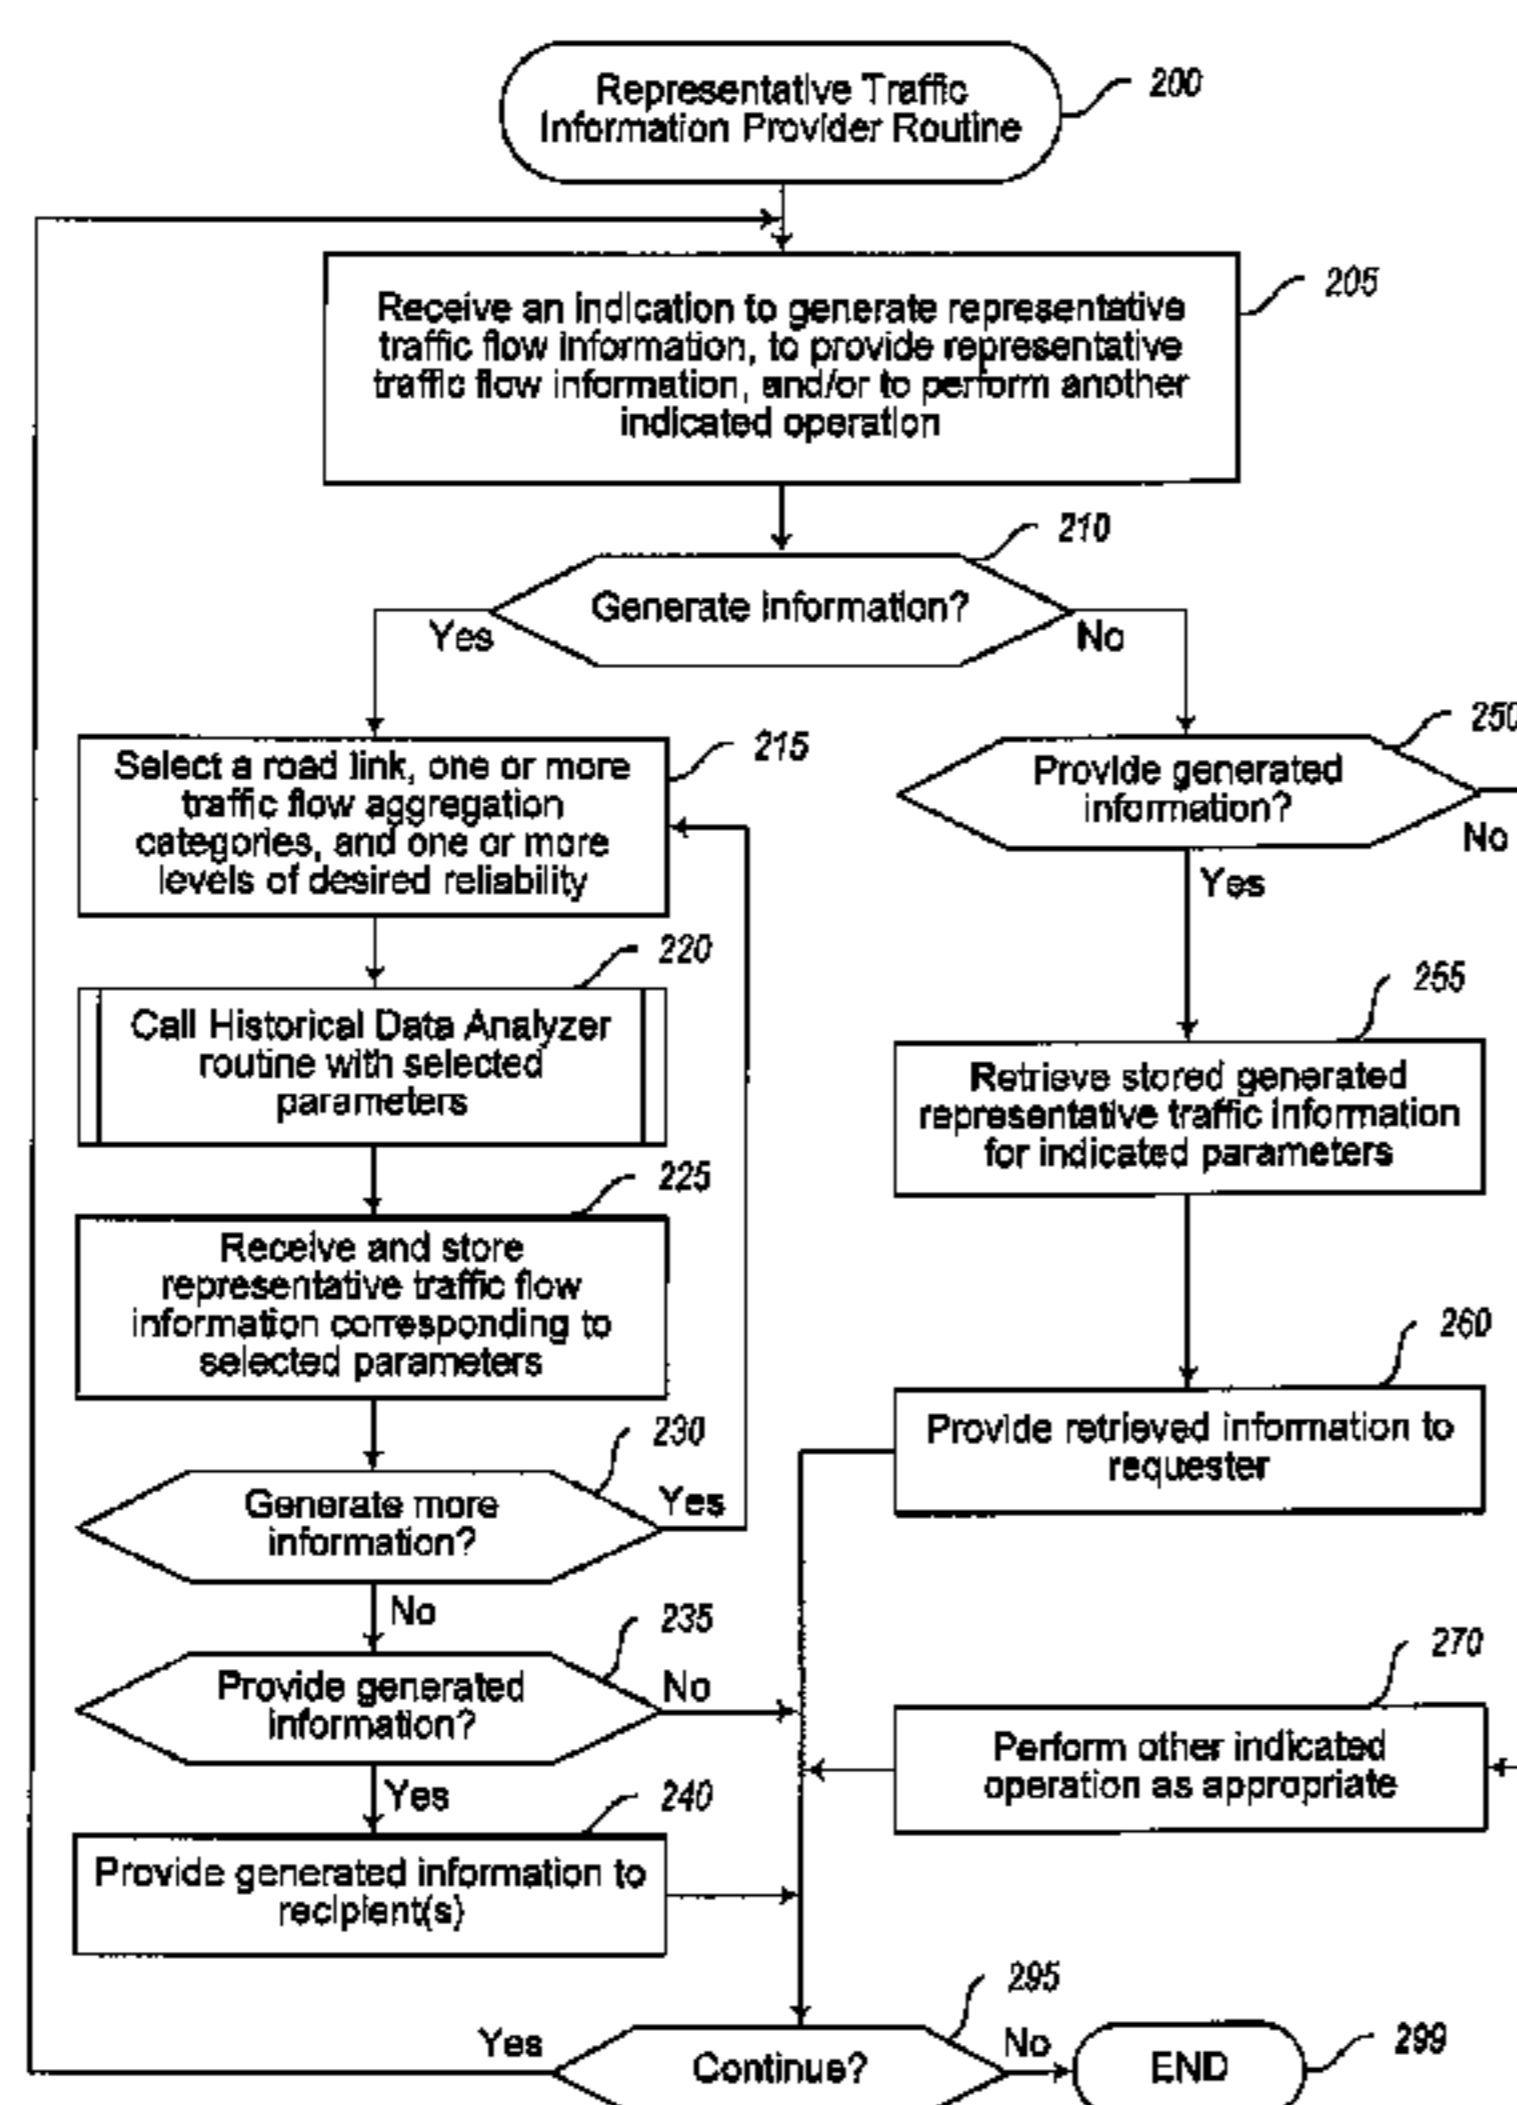 Representative Traffic
Information Provider Routine
200
Receive an indication to generate representative
traffic flow information, to provide representative
traffic flow information, and/or to perform another
indicated operation
205
210
Generate information?
Yes
No
Select a road link, one or more
traffic flow aggregation
categories, and one or more
levels of desired reliability
215
250
Provide generated
information?
No
Yes
220
Call Historical Data Analyzer
routine with selected
parameters
255
Retrieve stored generated
representative traffic information
for indicated parameters
225
Receive and store
representative traffic flow
information corresponding to
selected parameters
260
Provide retrieved information to
requester
230
Generate more
information?
Yes
No
235
Provide generated
information?
No
Yes
270
Perform other indicated
operation as appropriate
240
Provide generated information to
recipient(s)
295
Yes
Continue?
No
END
299